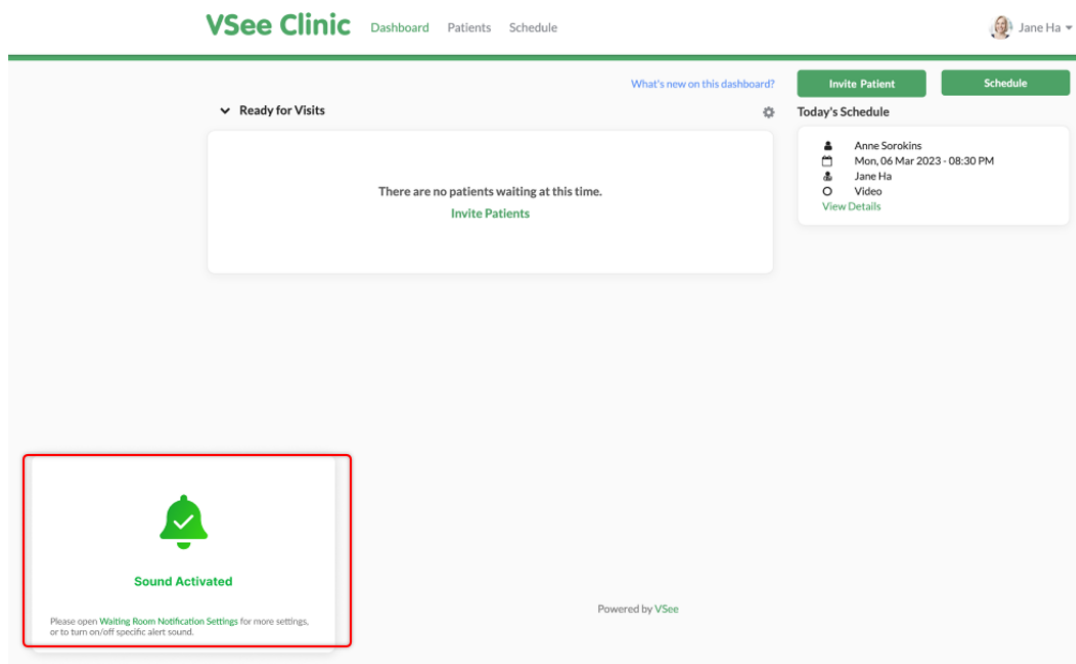 VSee Clinic Dashboard Patients Schedule Jane Ha
What's new on this dashboard? Invite Patient Schedule
Ready for Visits
Today's Schedule
There are no patients waiting at this time.
Invite Patients
Anne Sorokins
Mon, 06 Mar 2023 - 08:30 PM
Jane Ha
Video
View Details
Sound Activated
Please open Waiting Room Notification Settings for more settings,
or to turn on/off specific alert sound.
Powered by VSee